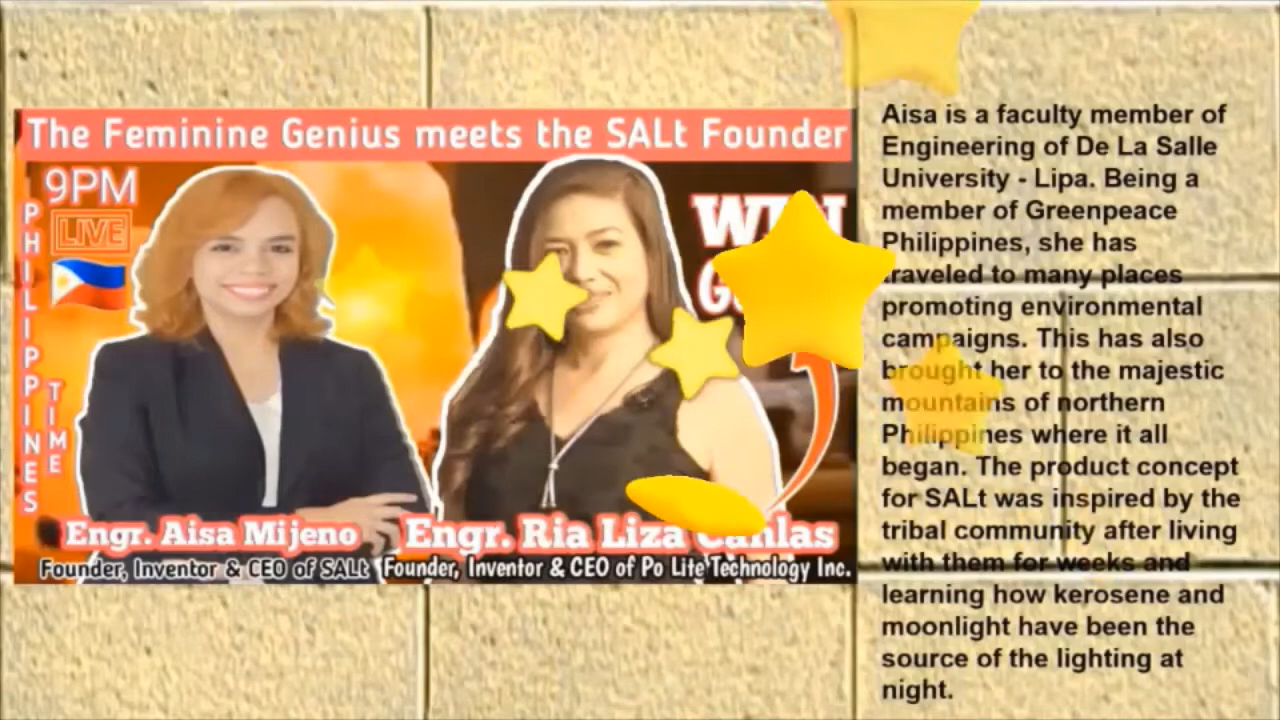 The Feminine Genius meets the SALt Founder
9PM
LIVE
PHILIPPINES
TIME
Engr. Aisa Mijeno
Founder, Inventor & CEO of SALt
Engr. Ria Liza Canlas
Founder, Inventor & CEO of Po Lite Technology Inc.
Aisa is a faculty member of
Engineering of De La Salle
University - Lipa. Being a
member of Greenpeace
Philippines, she has
traveled to many places
promoting environmental
campaigns. This has also
brought her to the majestic
mountains of northern
Philippines where it all
began. The product concept
for SALt was inspired by the
tribal community after living
with them for weeks and
learning how kerosene and
moonlight have been the
source of the lighting at
night.